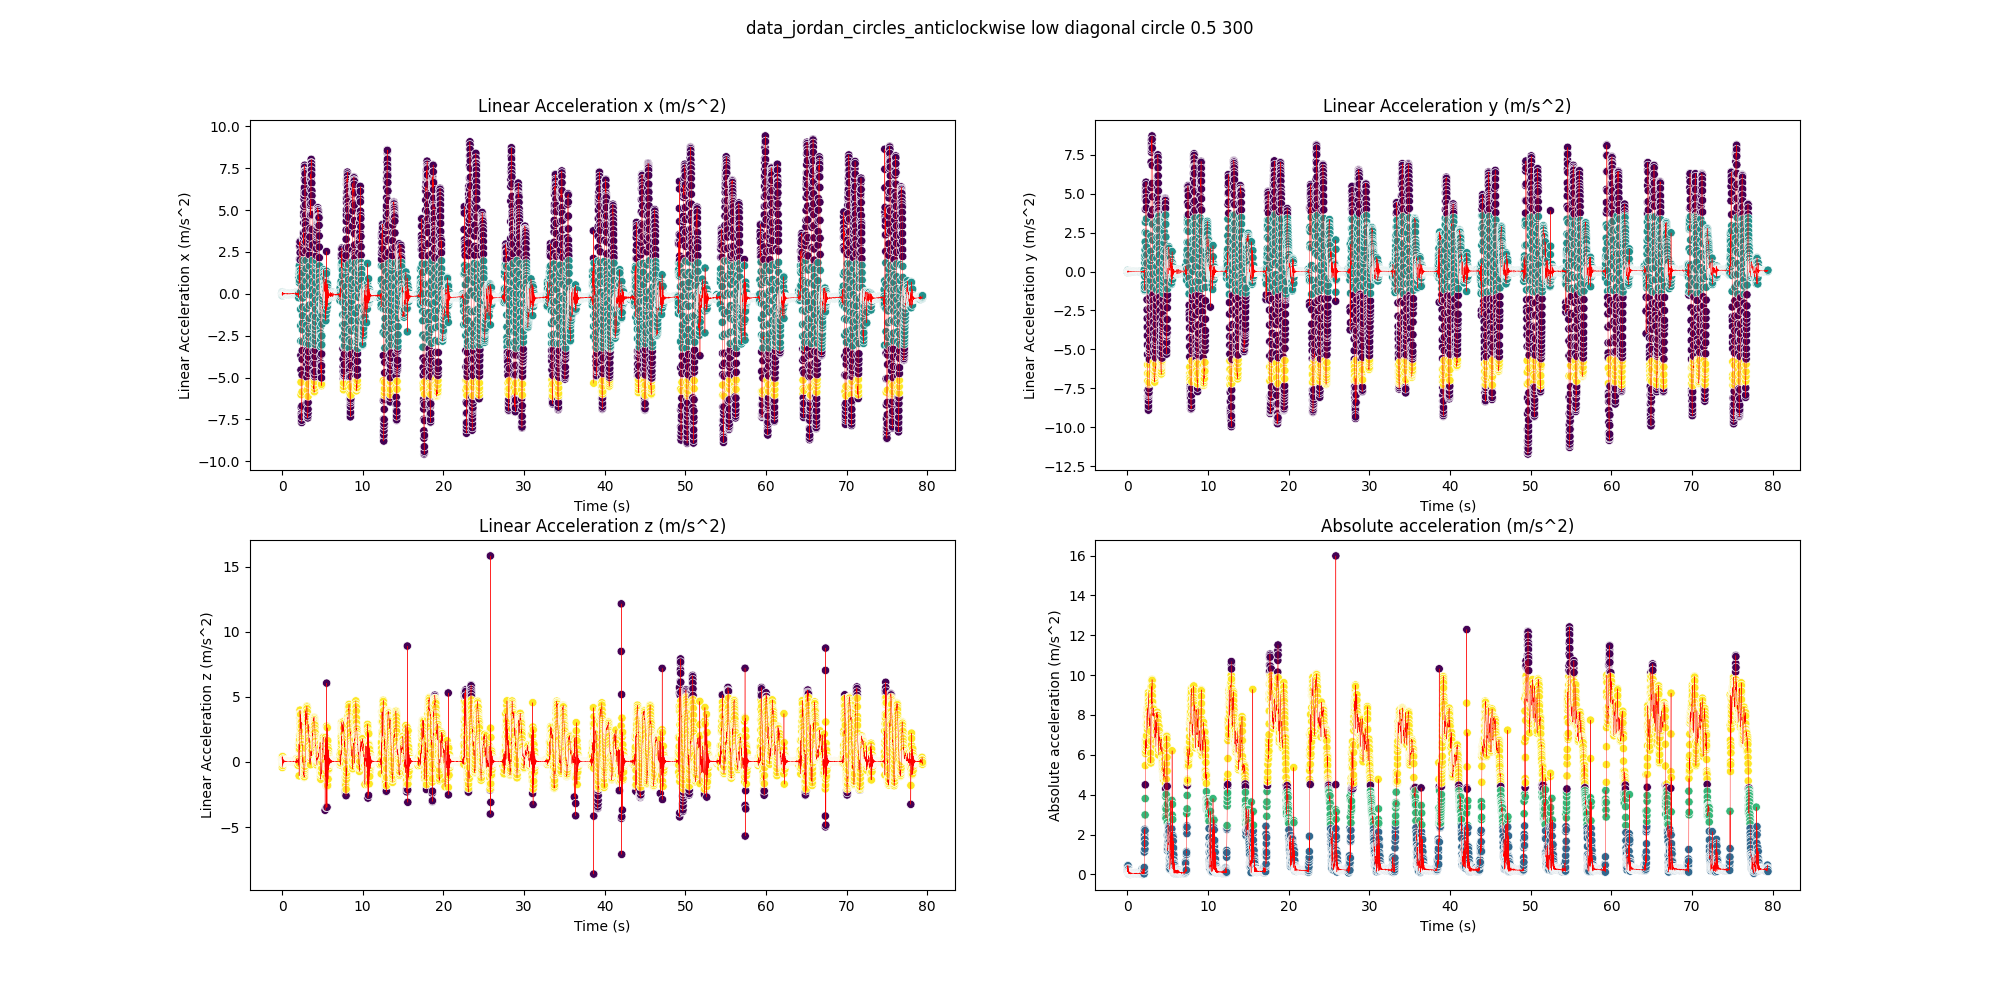 data_jordan_circles_anticlockwise low diagonal circle 0.5 300
Linear Acceleration x (m/s^2)
Linear Acceleration x (m/s^2)
10.0
7.5
5.0
2.5
0.0
−2.5
−5.0
−7.5
−10.0
0 10 20 30 40 50 60 70 80
Time (s)
Linear Acceleration y (m/s^2)
Linear Acceleration y (m/s^2)
7.5
5.0
2.5
0.0
−2.5
−5.0
−7.5
−10.0
−12.5
0 10 20 30 40 50 60 70 80
Time (s)
Linear Acceleration z (m/s^2)
Linear Acceleration z (m/s^2)
15
10
5
0
−5
0 10 20 30 40 50 60 70 80
Time (s)
Absolute acceleration (m/s^2)
Absolute acceleration (m/s^2)
16
14
12
10
8
6
4
2
0
0 10 20 30 40 50 60 70 80
Time (s)